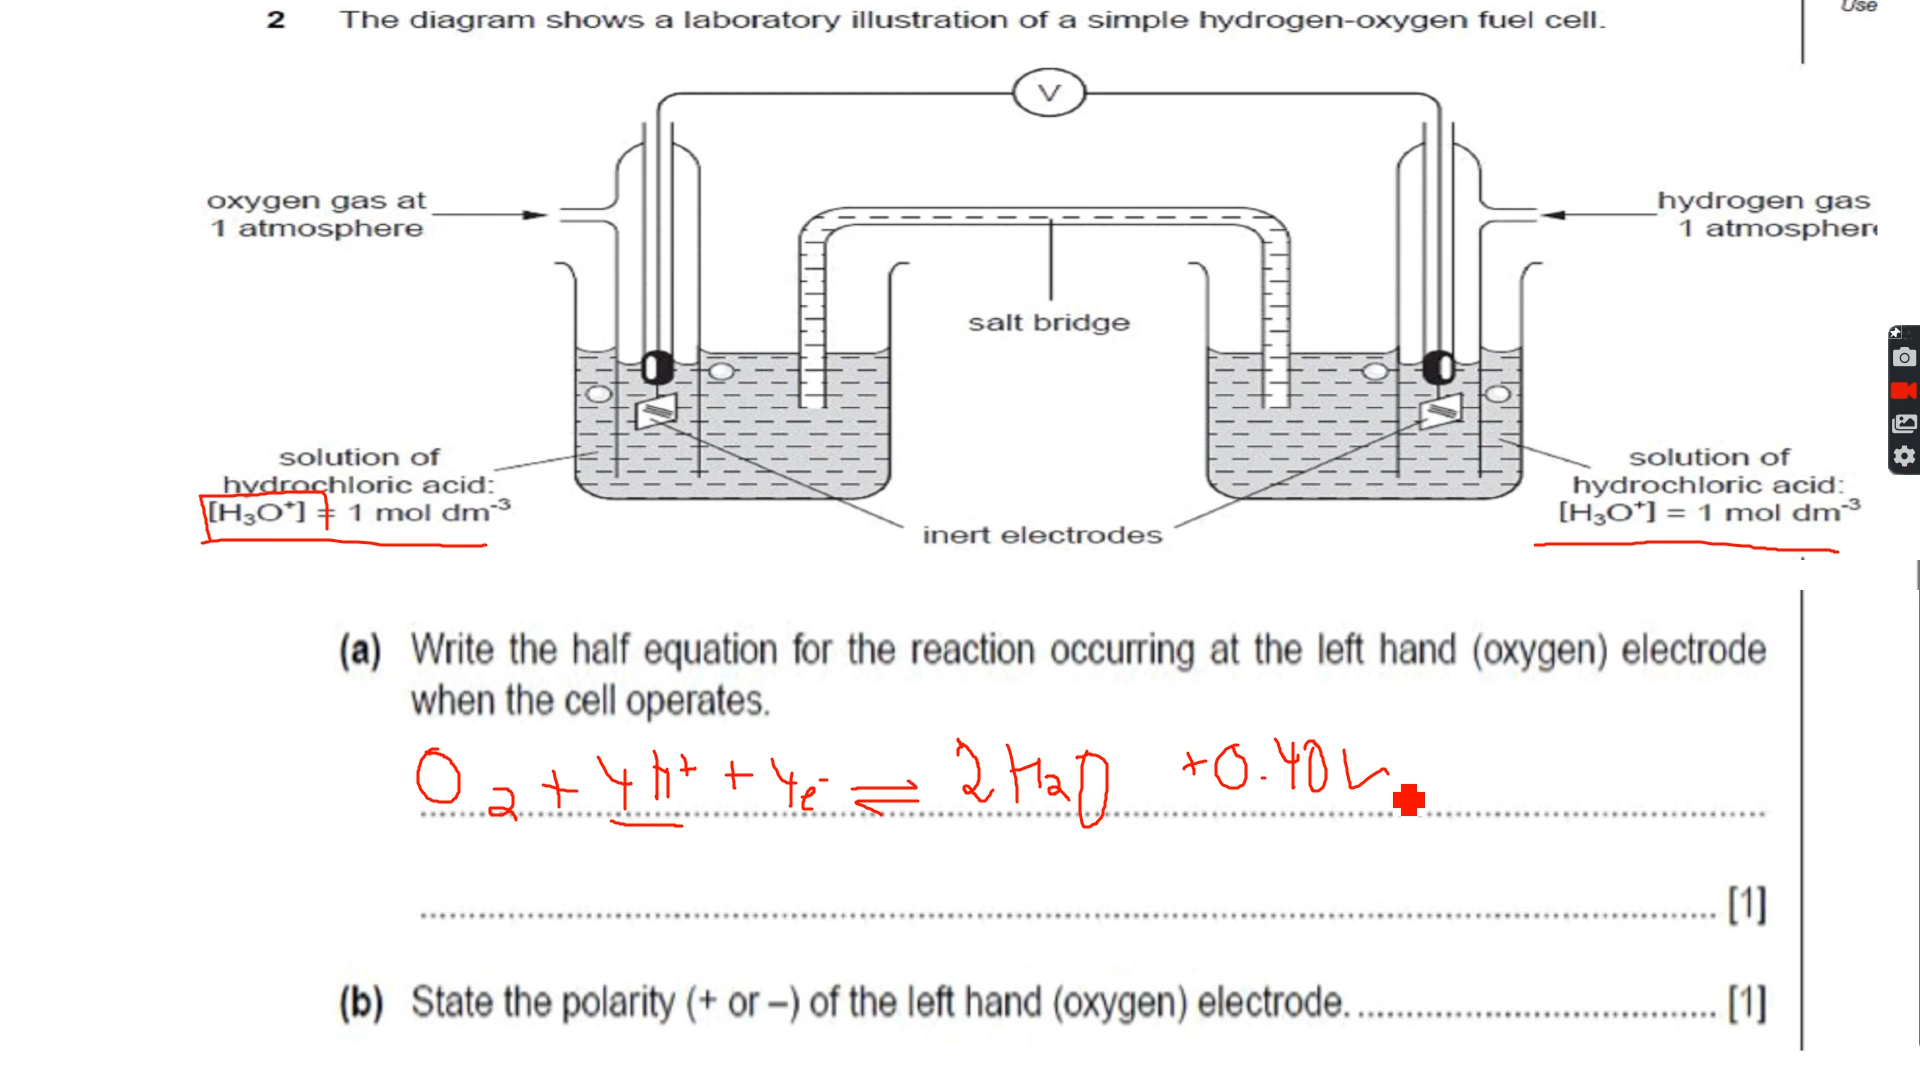 Use
2 The diagram shows a laboratory illustration of a simple hydrogen-oxygen fuel cell.
V
oxygen gas at
1 atmosphere
hydrogen gas
1 atmospher
salt bridge
solution of
hydrochloric acid:
[H₃O⁺] = 1 mol dm⁻³
inert electrodes
solution of
hydrochloric acid:
[H₃O⁺] = 1 mol dm⁻³
(a) Write the half equation for the reaction occurring at the left hand (oxygen) electrode
when the cell operates.
O₂ + 4H⁺ + 4e⁻ ⇌ 2H₂O +0.40V
[1]
(b) State the polarity (+ or –) of the left hand (oxygen) electrode. [1]